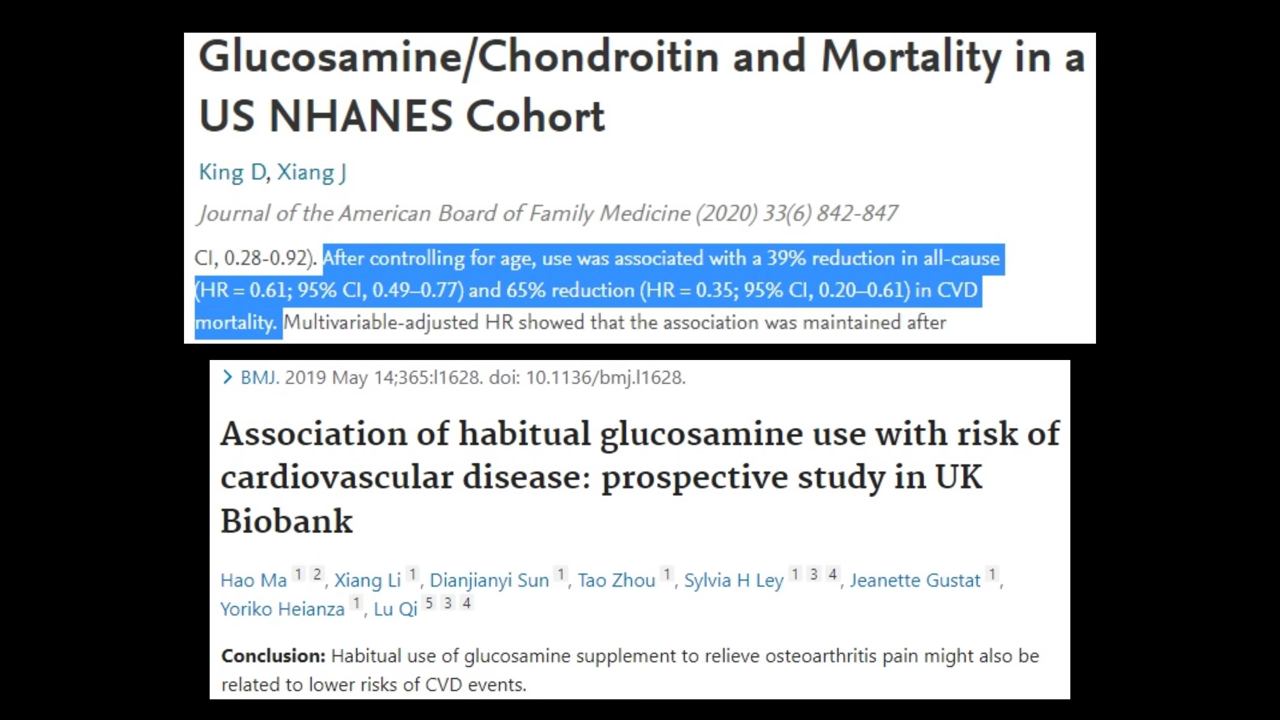 Glucosamine/Chondroitin and Mortality in a
US NHANES Cohort
King D, Xiang J
Journal of the American Board of Family Medicine (2020) 33(6) 842-847
CI, 0.28-0.92). After controlling for age, use was associated with a 39% reduction in all-cause
(HR = 0.61; 95% CI, 0.49–0.77) and 65% reduction (HR = 0.35; 95% CI, 0.20–0.61) in CVD
mortality. Multivariable-adjusted HR showed that the association was maintained after
> BMJ. 2019 May 14;365:l1628. doi: 10.1136/bmj.l1628.
Association of habitual glucosamine use with risk of
cardiovascular disease: prospective study in UK
Biobank
Hao Ma 1 2, Xiang Li 1, Dianjianyi Sun 1, Tao Zhou 1, Sylvia H Ley 1 3 4, Jeanette Gustat 1,
Yoriko Heianza 1, Lu Qi 5 3 4
Conclusion: Habitual use of glucosamine supplement to relieve osteoarthritis pain might also be
related to lower risks of CVD events.